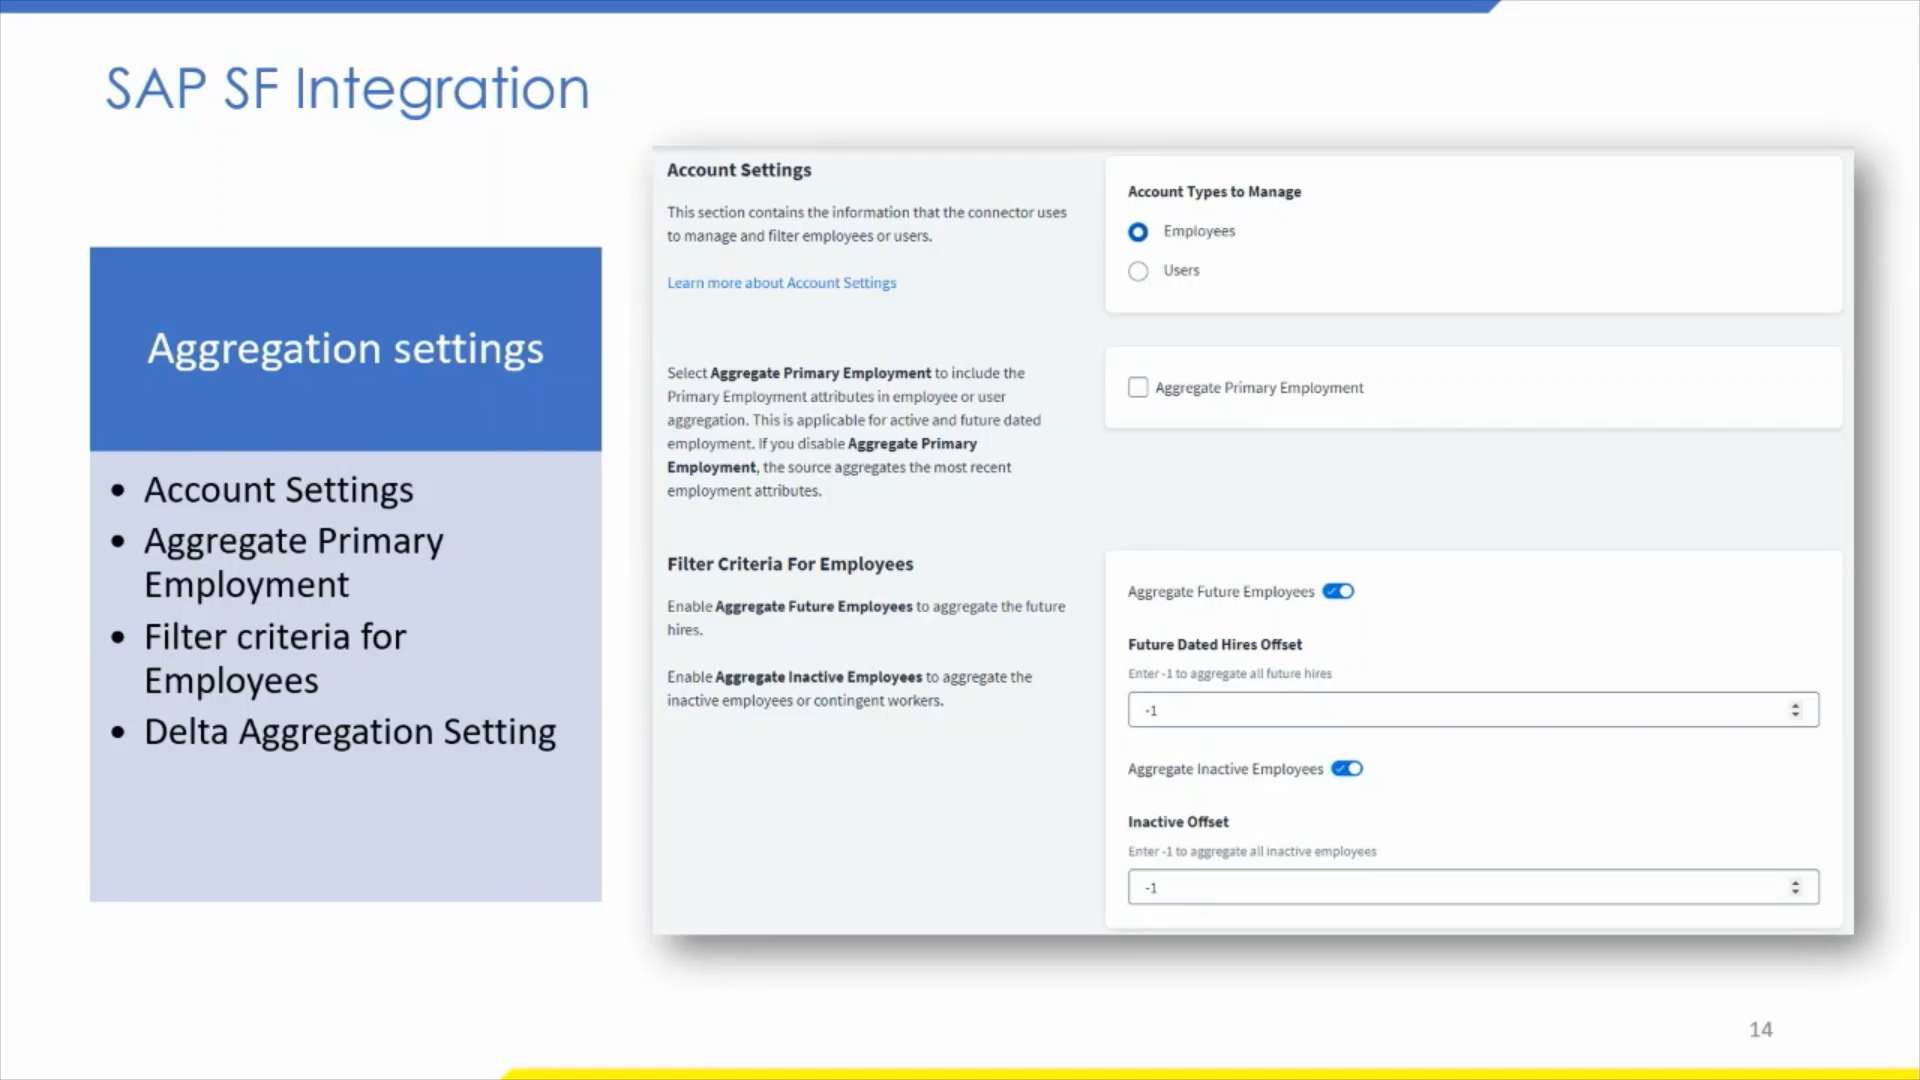 SAP SF Integration
Aggregation settings
• Account Settings
• Aggregate Primary
Employment
• Filter criteria for
Employees
• Delta Aggregation Setting
Account Settings
This section contains the information that the connector uses
to manage and filter employees or users.
Learn more about Account Settings
Account Types to Manage
Employees
Users
Select Aggregate Primary Employment to include the
Primary Employment attributes in employee or user
aggregation. This is applicable for active and future dated
employment. If you disable Aggregate Primary
Employment, the source aggregates the most recent
employment attributes.
Aggregate Primary Employment
Filter Criteria For Employees
Enable Aggregate Future Employees to aggregate the future
hires.
Enable Aggregate Inactive Employees to aggregate the
inactive employees or contingent workers.
Aggregate Future Employees
Future Dated Hires Offset
Enter -1 to aggregate all future hires
-1
Aggregate Inactive Employees
Inactive Offset
Enter -1 to aggregate all inactive employees
-1
14